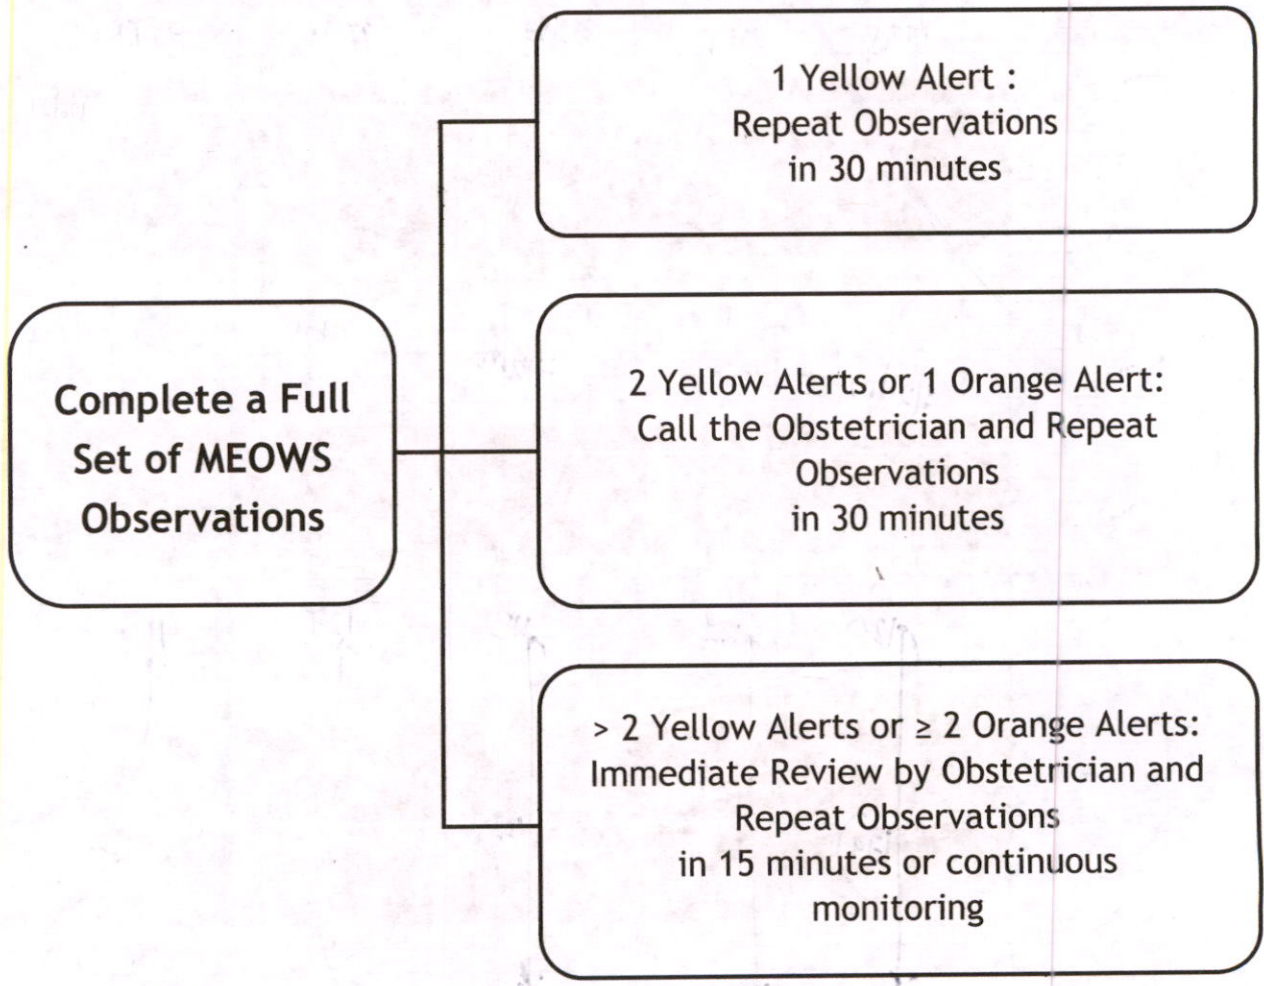 1 Yellow Alert :
Repeat Observations
in 30 minutes
Complete a Full
Set of MEOWS
Observations
2 Yellow Alerts or 1 Orange Alert:
Call the Obstetrician and Repeat
Observations
in 30 minutes
> 2 Yellow Alerts or ≥ 2 Orange Alerts:
Immediate Review by Obstetrician and
Repeat Observations
in 15 minutes or continuous
monitoring